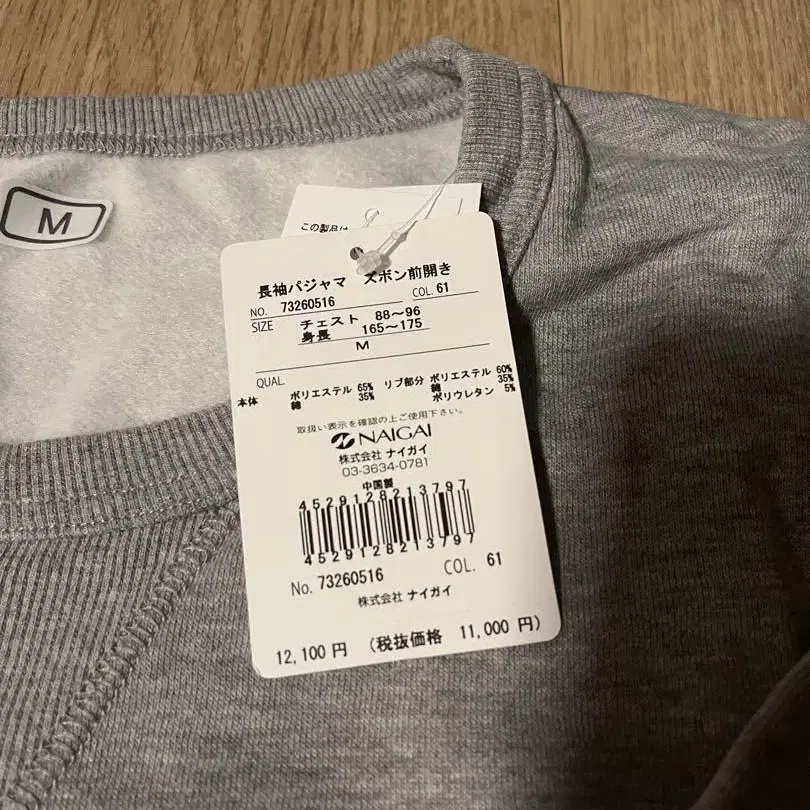 M
この製品は
長袖パジャマ ズボン前開き
NO. 73260516 COL. 61
SIZE チェスト 88～96
身長 165～175
M
QUAL.
本体 ポリエステル 65% リブ部分 ポリエステル 60%
綿 35% 綿 35%
ポリウレタン 5%
取扱い表示を確認の上ご使用下さい。
NAIGAI
株式会社 ナイガイ
03-3634-0781
中国製
4529128213797
4529128213797
No. 73260516 COL. 61
株式会社 ナイガイ
12,100 円 (税抜価格 11,000 円)